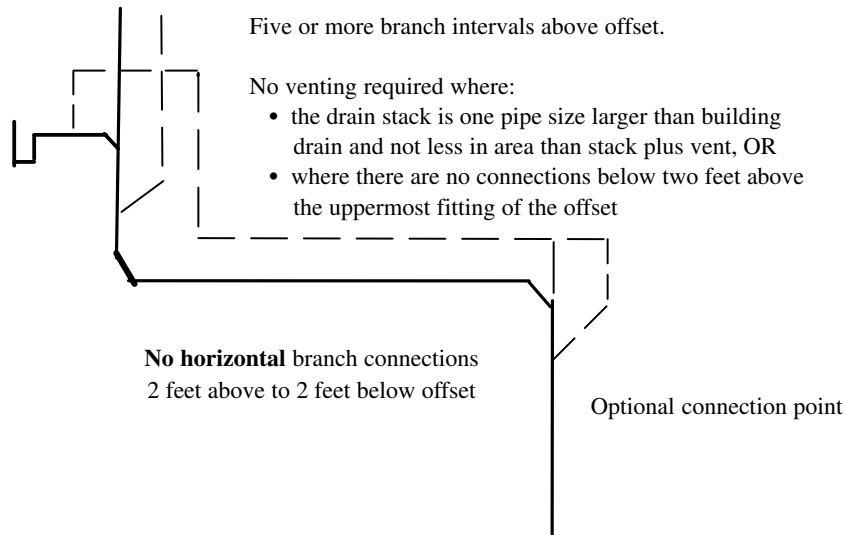 Five or more branch intervals above offset.
No venting required where:
• the drain stack is one pipe size larger than building
drain and not less in area than stack plus vent, OR
• where there are no connections below two feet above
the uppermost fitting of the offset
No horizontal branch connections
2 feet above to 2 feet below offset
Optional connection point